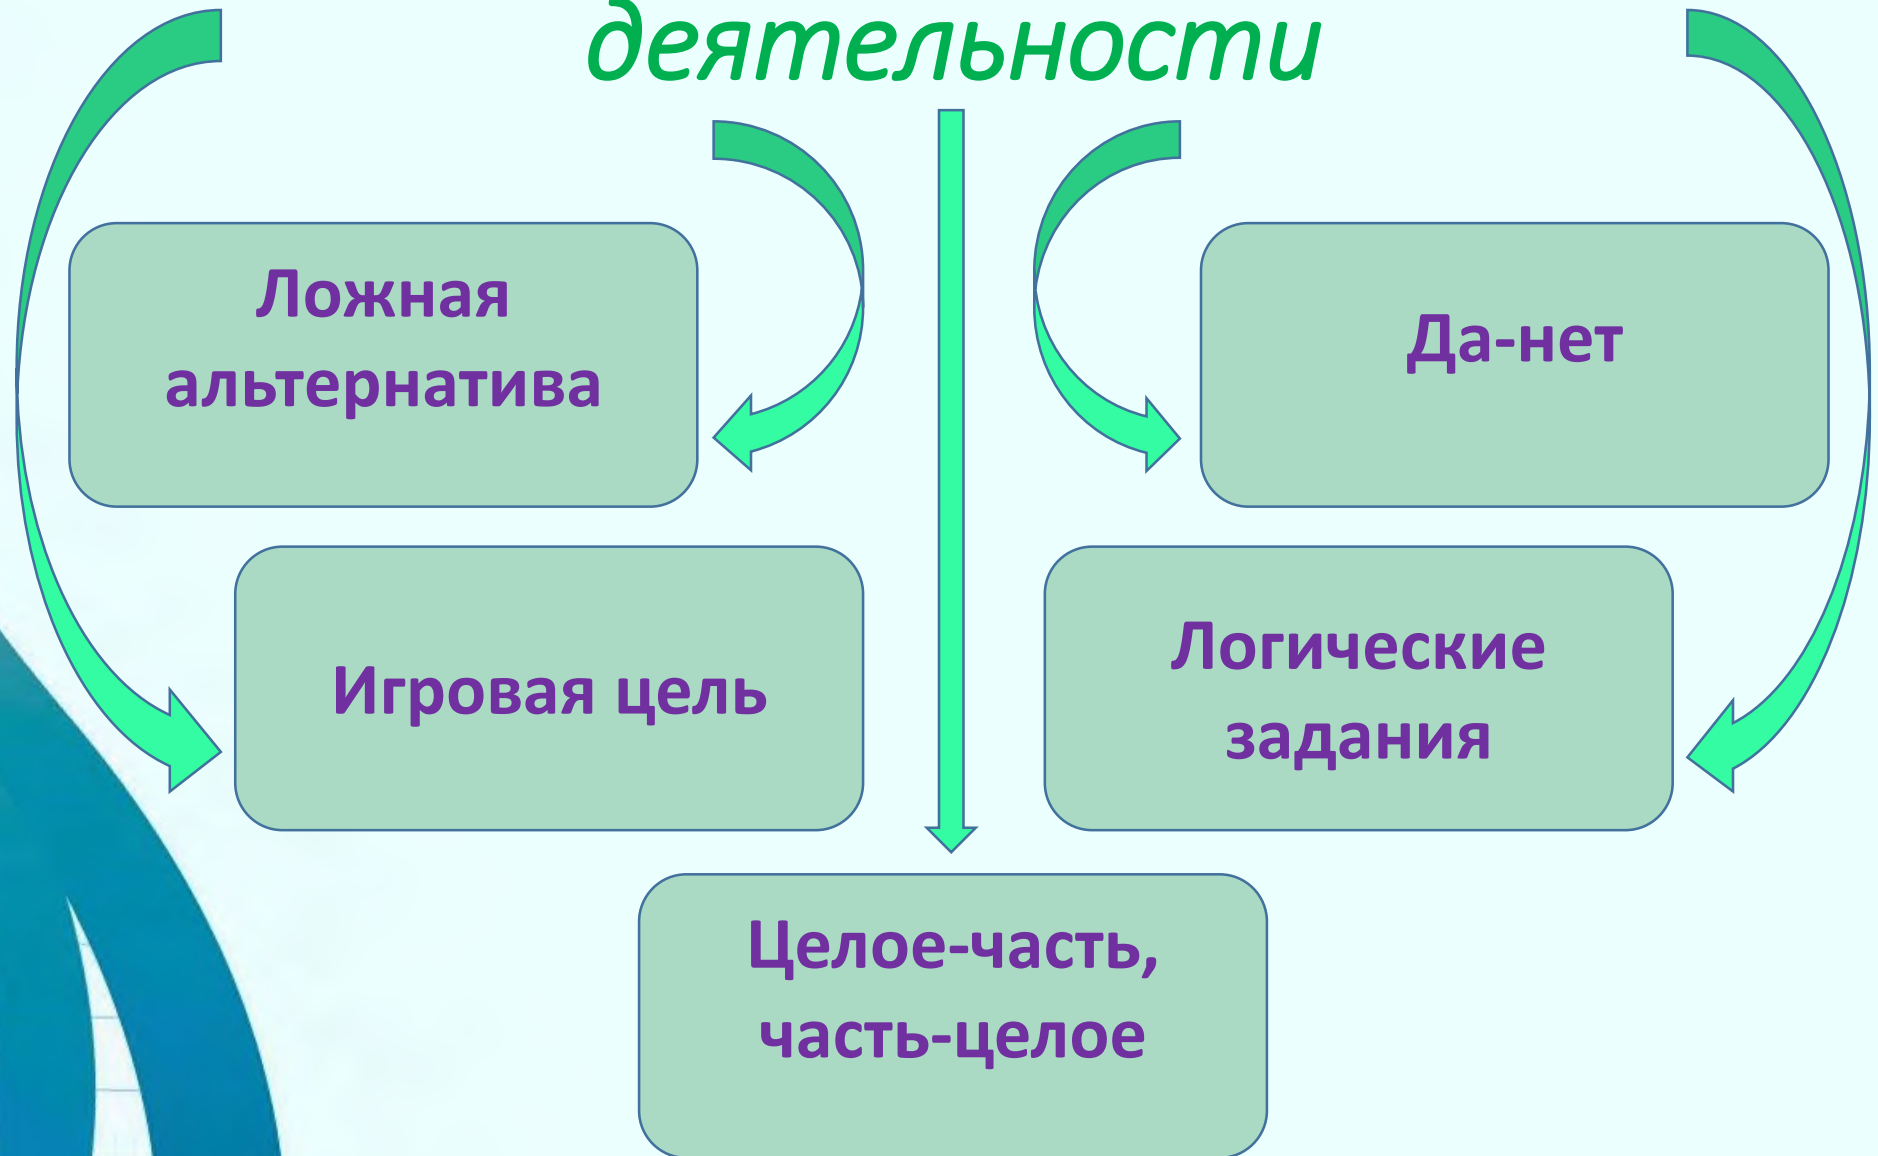 деятельности
Ложная
альтернатива
Да-нет
Игровая цель
Логические
задания
Целое-часть,
часть-целое